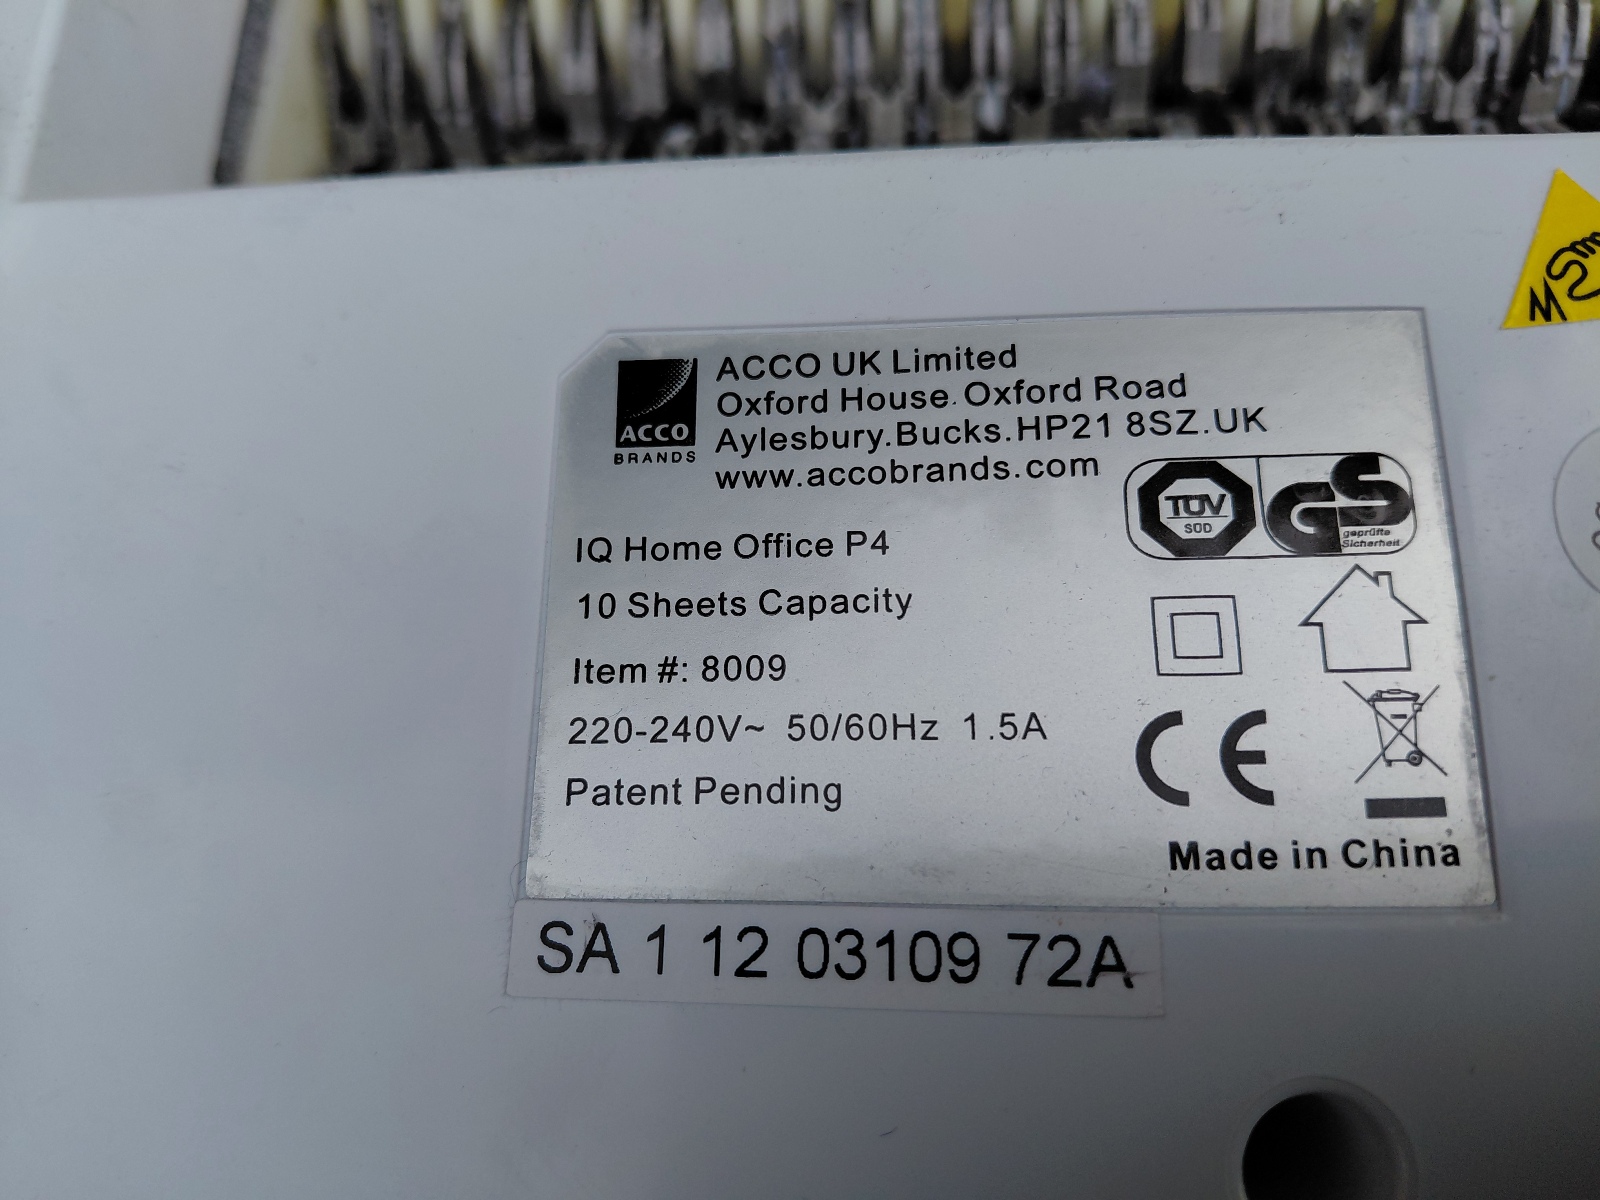 ACCO UK Limited
Oxford House. Oxford Road
Aylesbury.Bucks.HP21 8SZ.UK
www.accobrands.com
ACCO
BRANDS
TÜV
SÜD
GS
geprüfte
Sicherheit
IQ Home Office P4
10 Sheets Capacity
Item #: 8009
220-240V~ 50/60Hz 1.5A
Patent Pending
CE
Made in China
SA 1 12 03109 72A